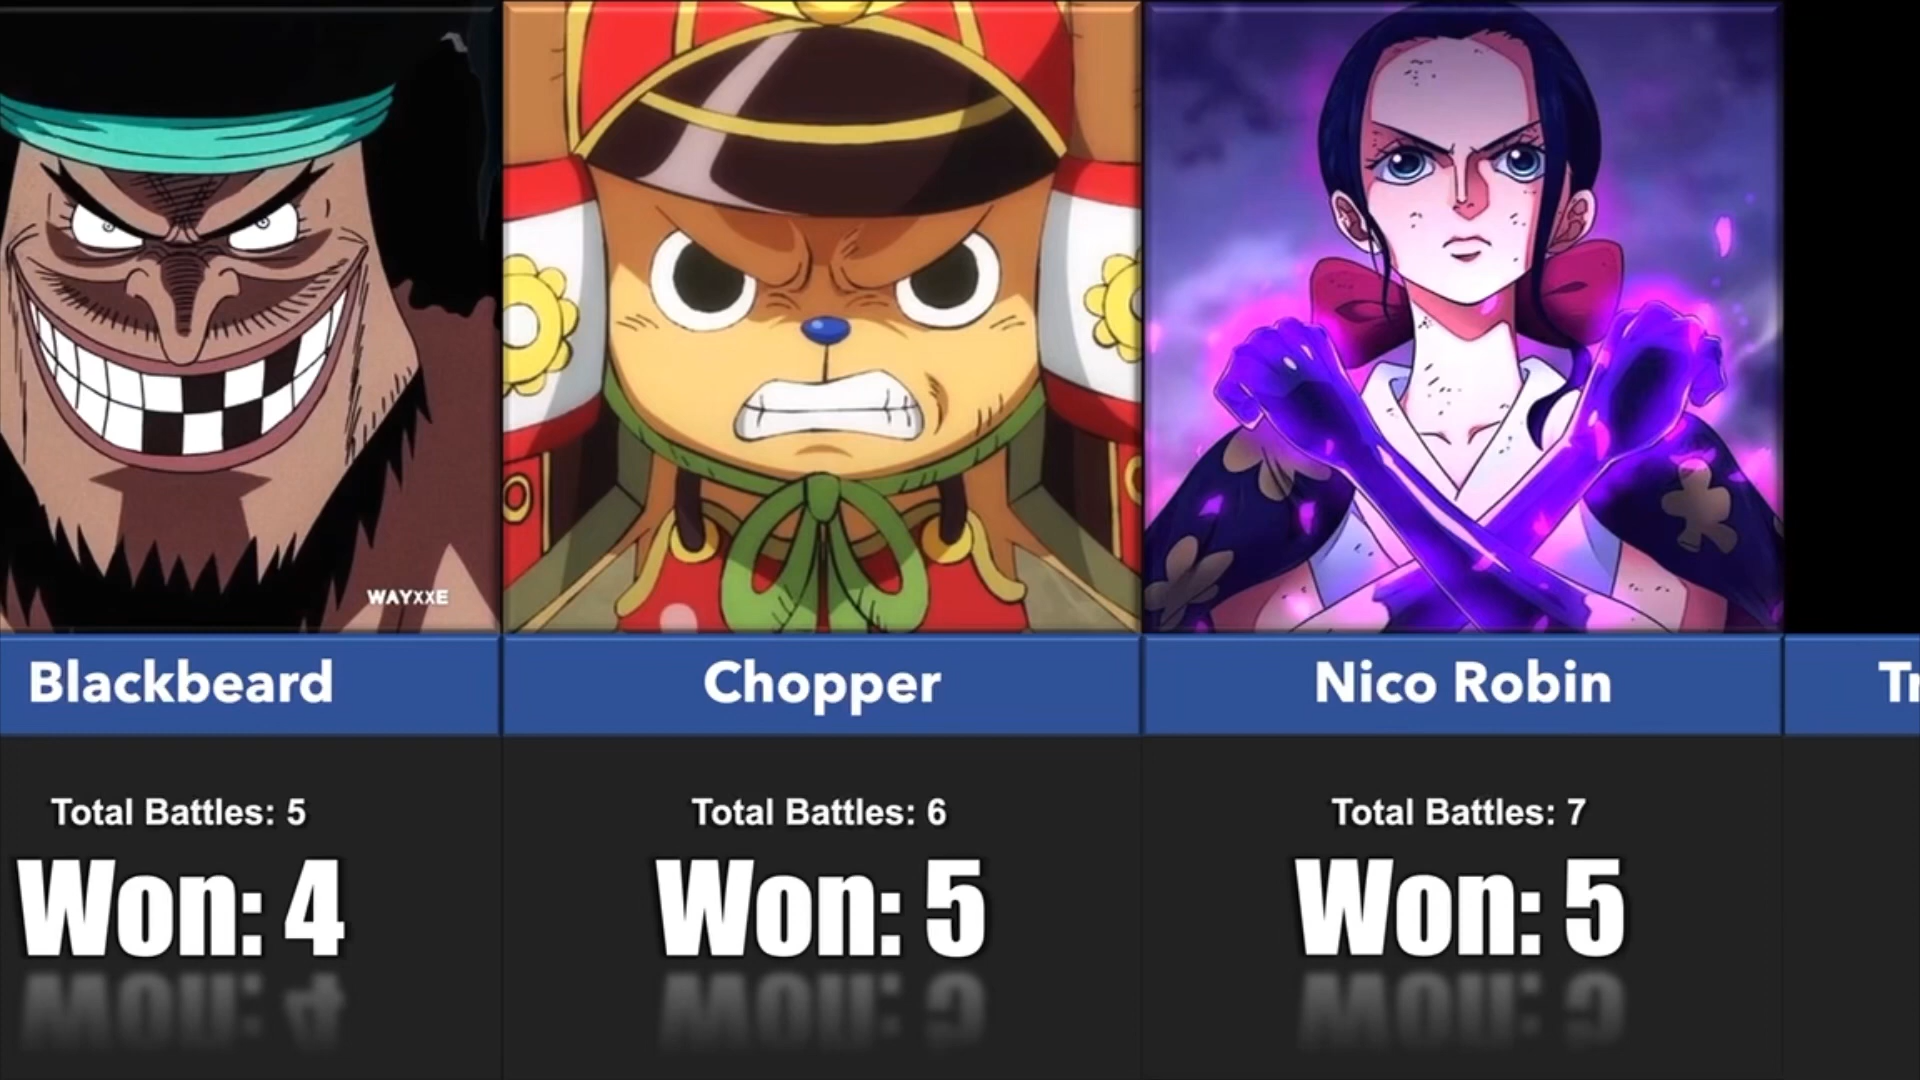 WAYXXE
Blackbeard
Chopper
Nico Robin
Tr
Total Battles: 5
Total Battles: 6
Total Battles: 7
Won: 4
Won: 5
Won: 5